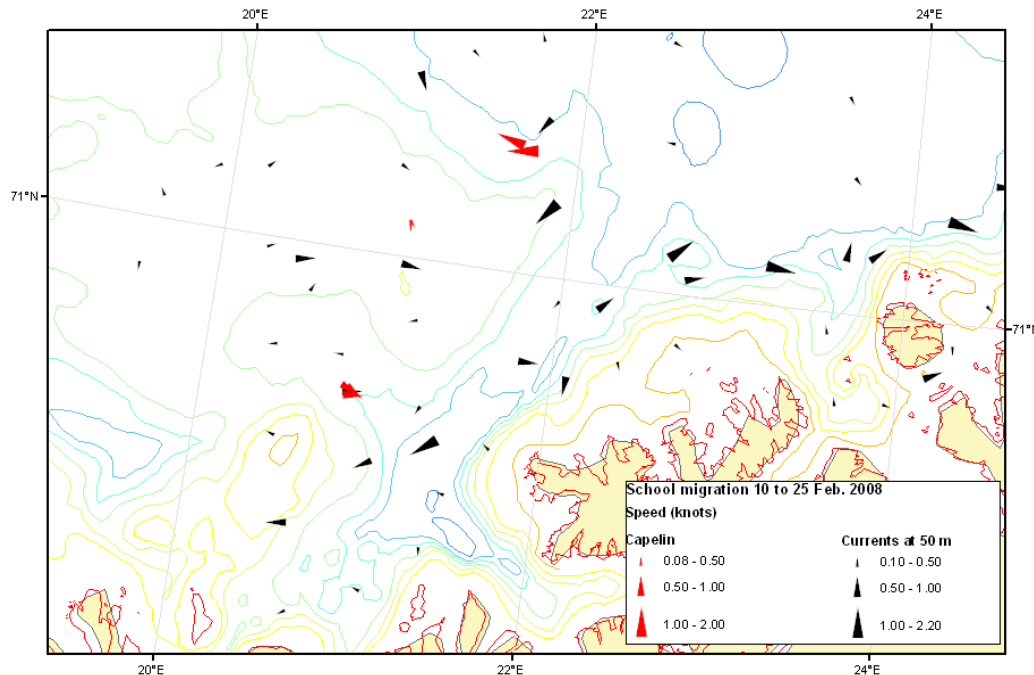 20°E 22°E 24°E
71°N
71°N
School migration 10 to 25 Feb. 2008
Speed (knots)
Capelin Currents at 50 m
0.08 - 0.50 0.10 - 0.50
0.50 - 1.00 0.50 - 1.00
1.00 - 2.00 1.00 - 2.20
20°E 22°E 24°E